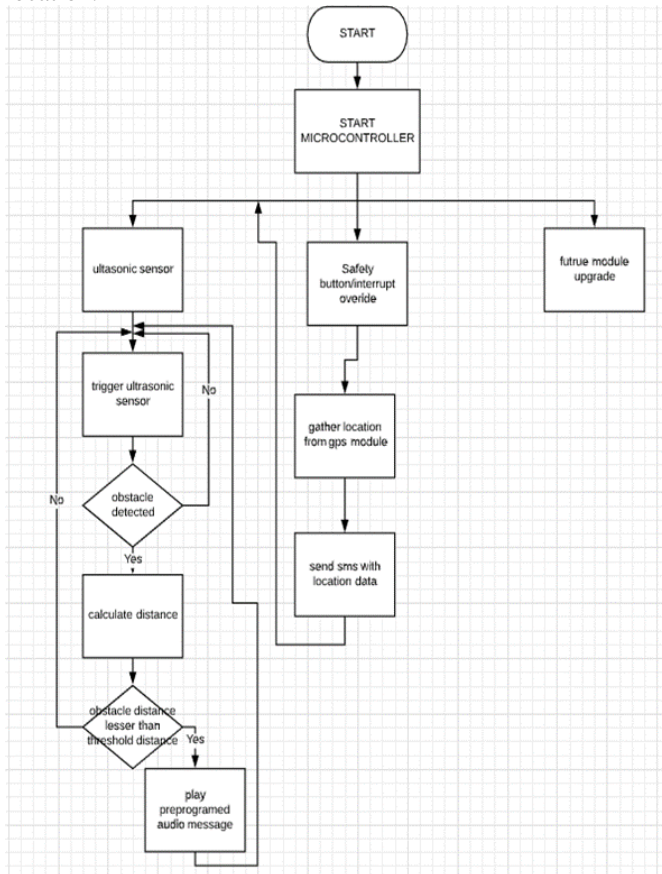 START
START
MICROCONTROLLER
ultrasonic sensor
Safety
button/interrupt
overide
futrue module
upgrade
trigger ultrasonic
sensor
No
gather location
from gps module
No
obstacle
detected
Yes
send sms with
location data
calculate distance
obstacle distance
lesser than
threshold distance
Yes
play
preprogramed
audio message